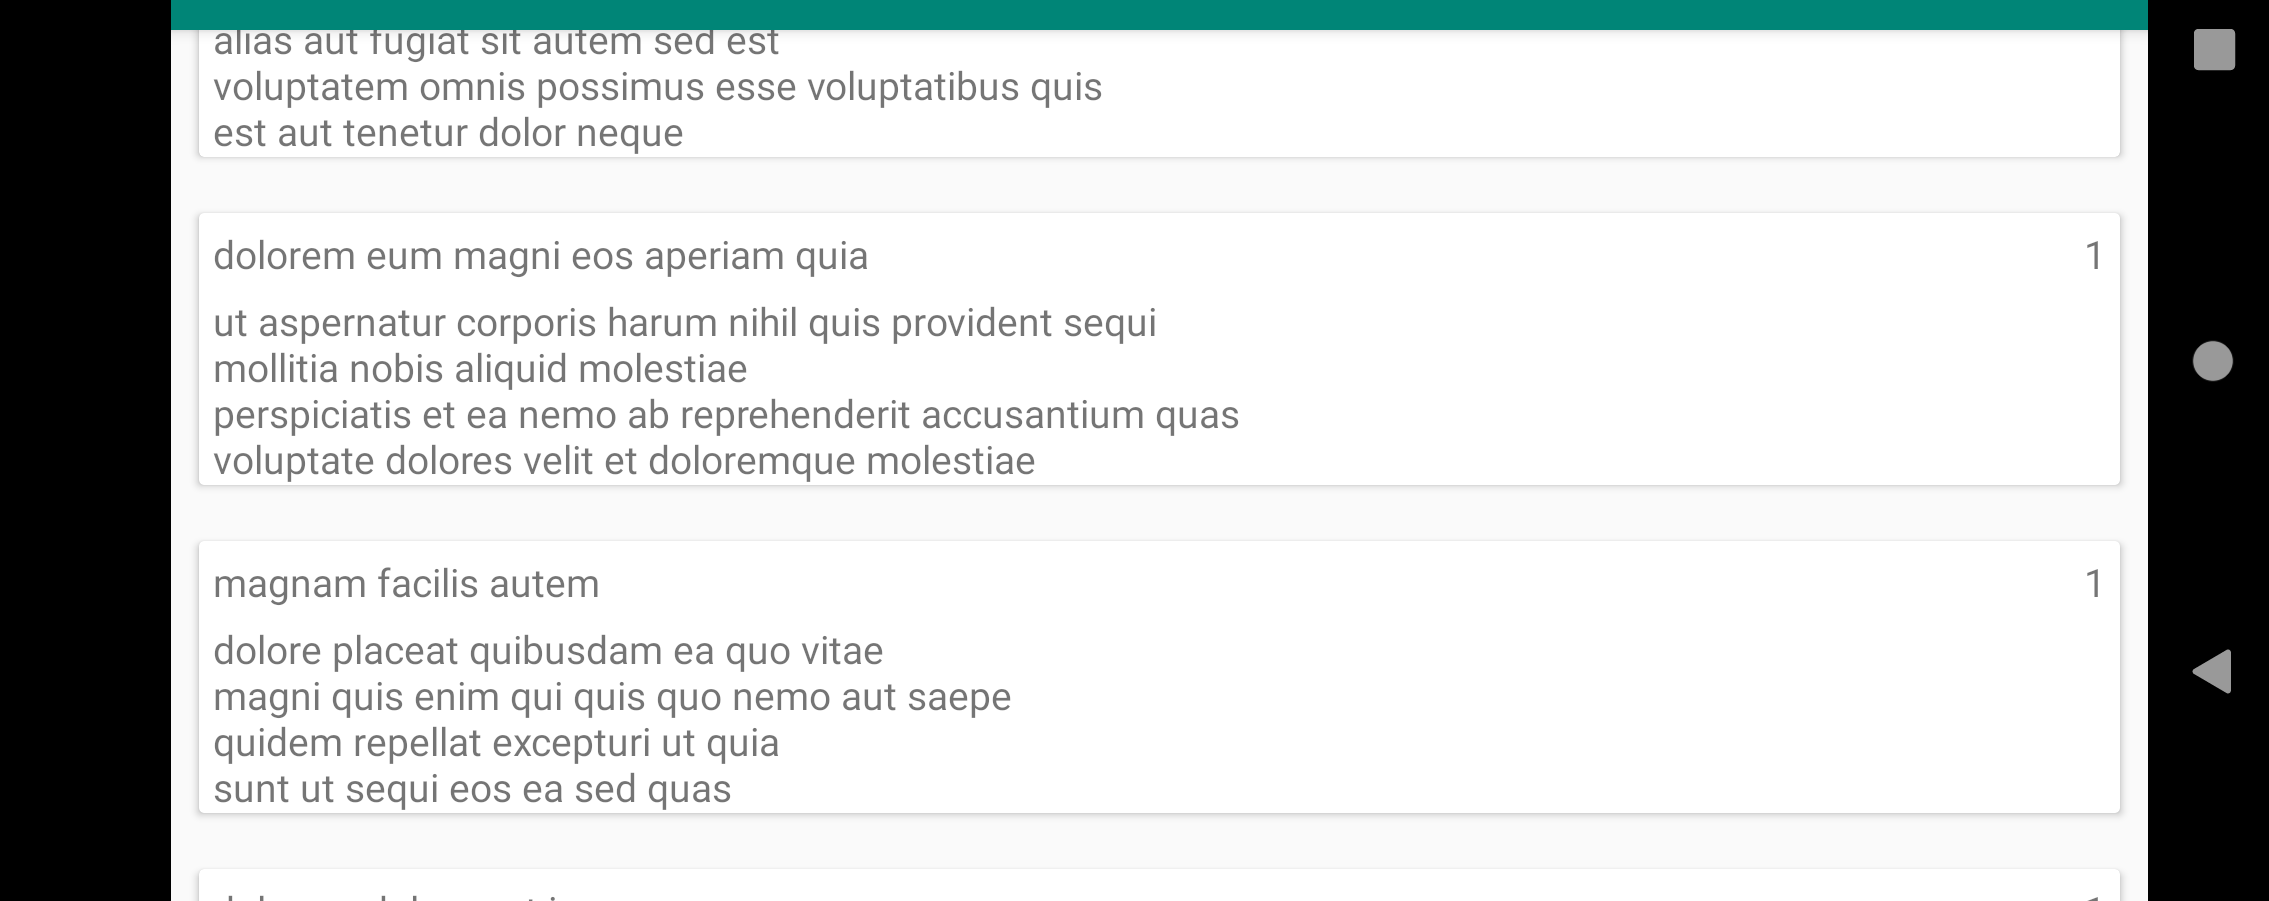 alias aut fugiat sit autem sed est
voluptatem omnis possimus esse voluptatibus quis
est aut tenetur dolor neque
dolorem eum magni eos aperiam quia 1
ut aspernatur corporis harum nihil quis provident sequi
mollitia nobis aliquid molestiae
perspiciatis et ea nemo ab reprehenderit accusantium quas
voluptate dolores velit et doloremque molestiae
magnam facilis autem 1
dolore placeat quibusdam ea quo vitae
magni quis enim qui quis quo nemo aut saepe
quidem repellat excepturi ut quia
sunt ut sequi eos ea sed quas